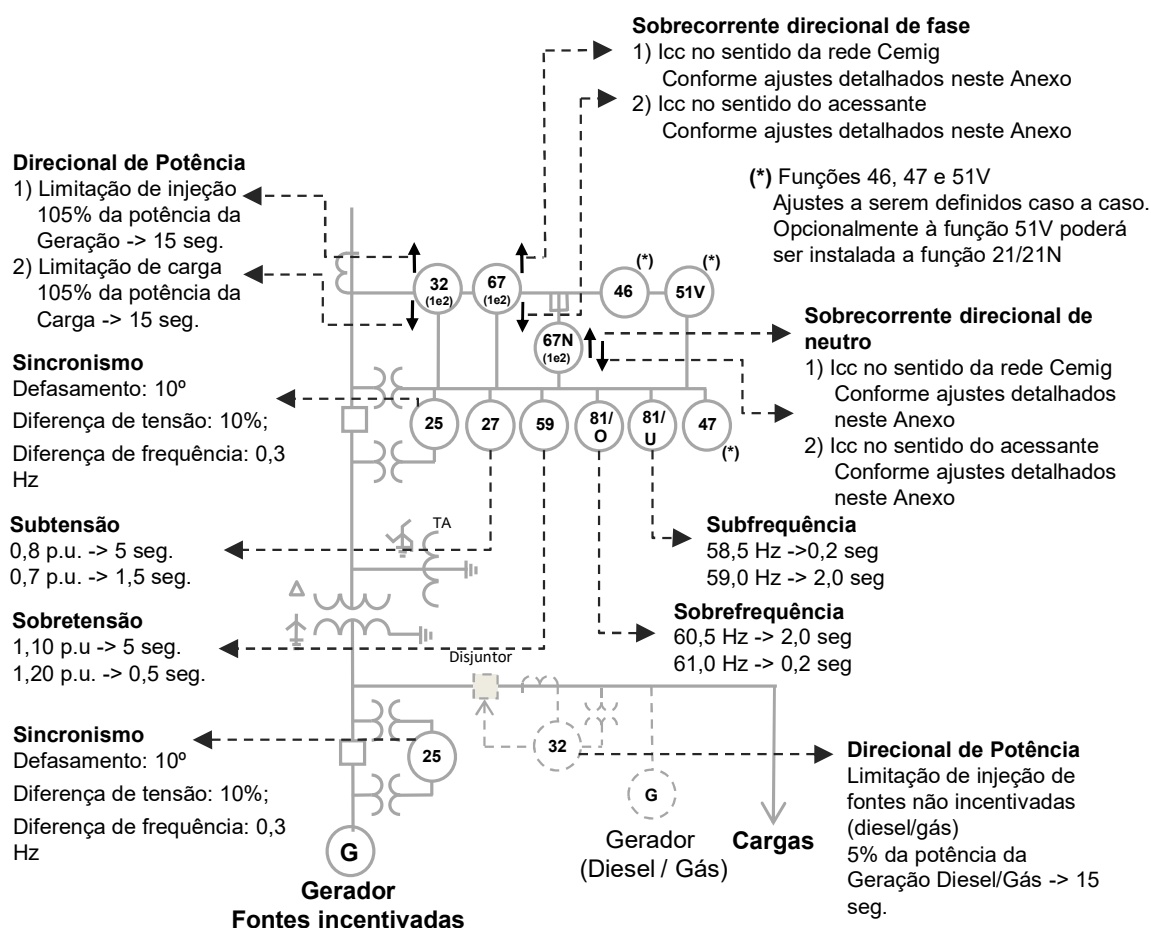 Sobrecorrente direcional de fase
1) Icc no sentido da rede Cemig
Conforme ajustes detalhados neste Anexo
2) Icc no sentido do acessante
Conforme ajustes detalhados neste Anexo
Direcional de Potência
1) Limitação de injeção
105% da potência da
Geração -> 15 seg.
2) Limitação de carga
105% da potência da
Carga -> 15 seg.
(*) Funções 46, 47 e 51V
Ajustes a serem definidos caso a caso.
Opcionalmente à função 51V poderá
ser instalada a função 21/21N
32
(1e2)
67
(1e2)
(*)
46
(*)
51V
67N
(1e2)
Sobrecorrente direcional de
neutro
1) Icc no sentido da rede Cemig
Conforme ajustes detalhados
neste Anexo
2) Icc no sentido do acessante
Conforme ajustes detalhados
neste Anexo
Sincronismo
Defasamento: 10º
Diferença de tensão: 10%;
Diferença de frequência: 0,3
Hz
25
27
59
81/
O
81/
U
47
(*)
Subtensão
0,8 p.u. -> 5 seg.
0,7 p.u. -> 1,5 seg.
TA
Subfrequência
58,5 Hz ->0,2 seg
59,0 Hz -> 2,0 seg
Sobretensão
1,10 p.u -> 5 seg.
1,20 p.u. -> 0,5 seg.
Sobrefrequência
60,5 Hz -> 2,0 seg
61,0 Hz -> 0,2 seg
Disjuntor
Sincronismo
Defasamento: 10º
Diferença de tensão: 10%;
Diferença de frequência: 0,3
Hz
25
32
G
Gerador
(Diesel / Gás)
Cargas
Direcional de Potência
Limitação de injeção de
fontes não incentivadas
(diesel/gás)
5% da potência da
Geração Diesel/Gás -> 15
seg.
G
Gerador
Fontes incentivadas